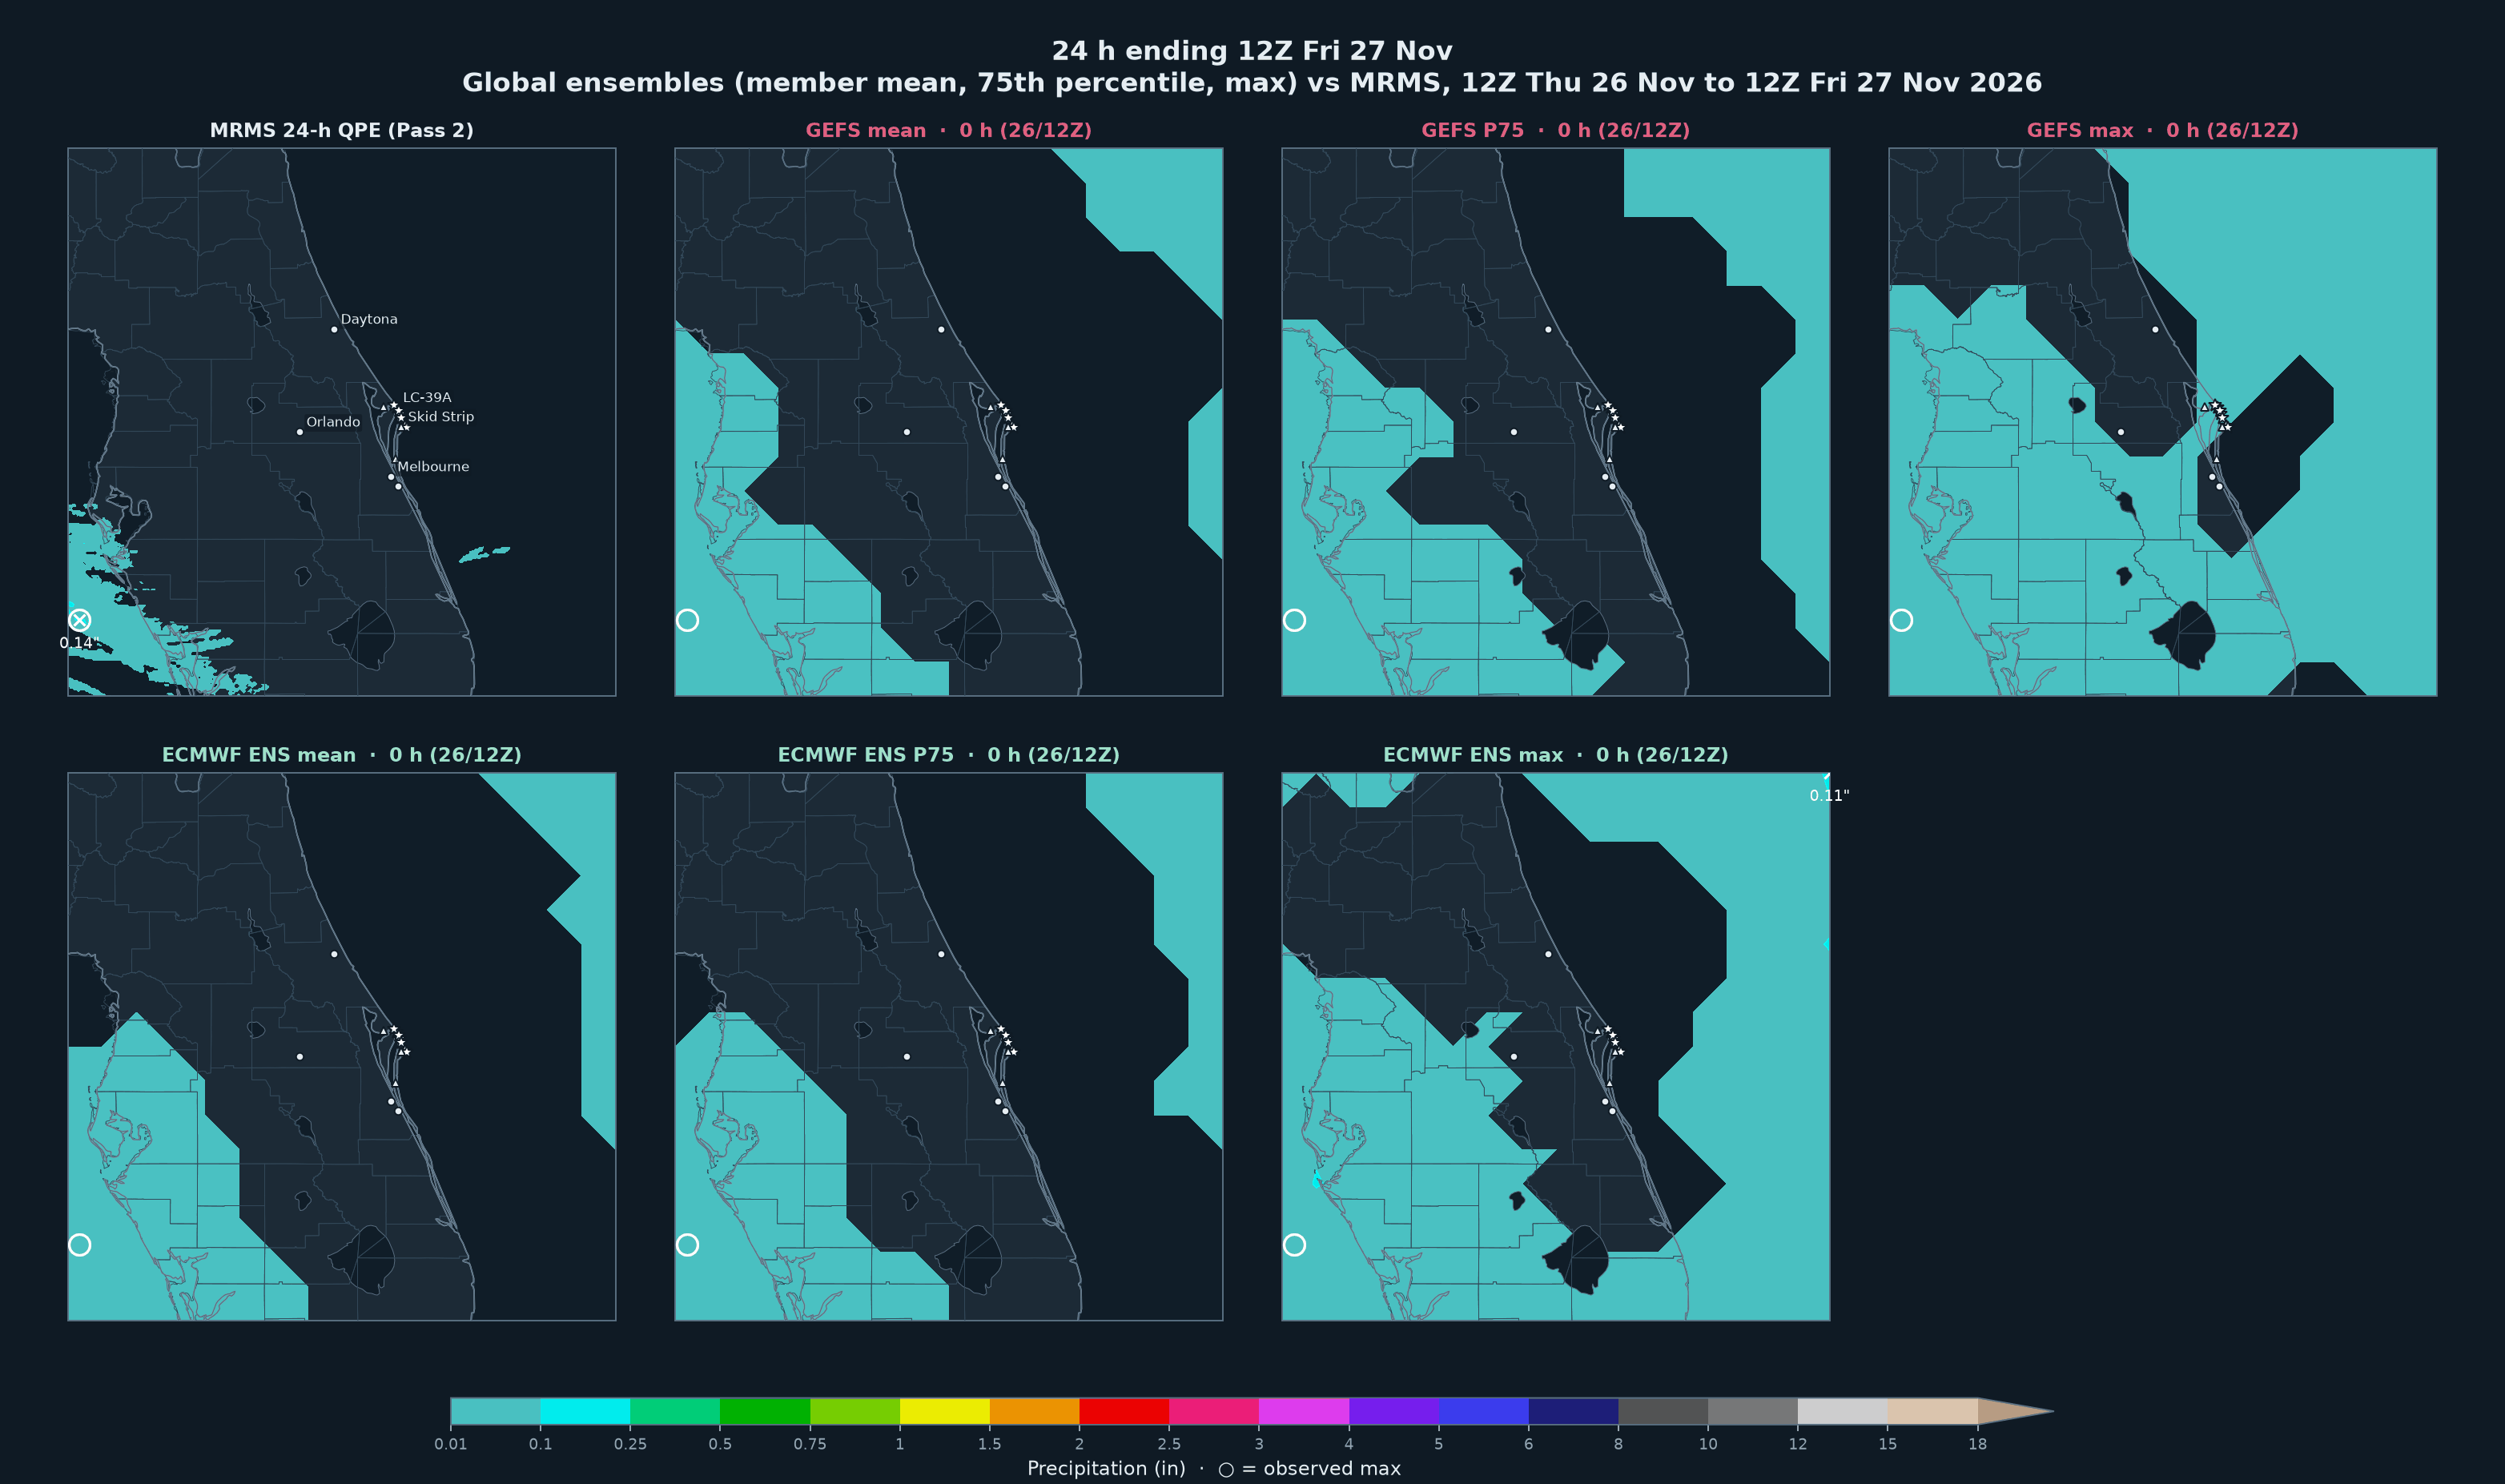 24 h ending 12Z Fri 27 Nov
Global ensembles (member mean, 75th percentile, max) vs MRMS, 12Z Thu 26 Nov to 12Z Fri 27 Nov 2026
MRMS 24-h QPE (Pass 2)
GEFS mean · 0 h (26/12Z)
GEFS P75 · 0 h (26/12Z)
GEFS max · 0 h (26/12Z)
Daytona
LC-39A
Skid Strip
Orlando
Melbourne
0.14"
ECMWF ENS mean · 0 h (26/12Z)
ECMWF ENS P75 · 0 h (26/12Z)
ECMWF ENS max · 0 h (26/12Z)
0.11"
0.01 0.1 0.25 0.5 0.75 1 1.5 2 2.5 3 4 5 6 8 10 12 15 18
Precipitation (in) · ○ = observed max